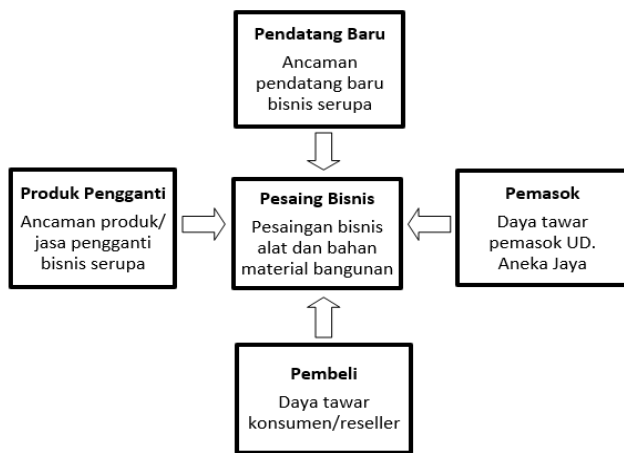 Pendatang Baru
Ancaman
pendatang baru
bisnis serupa
Produk Pengganti
Ancaman produk/
jasa pengganti
bisnis serupa
Pesaing Bisnis
Pesaingan bisnis
alat dan bahan
material bangunan
Pemasok
Daya tawar
pemasok UD.
Aneka Jaya
Pembeli
Daya tawar
konsumen/reseller